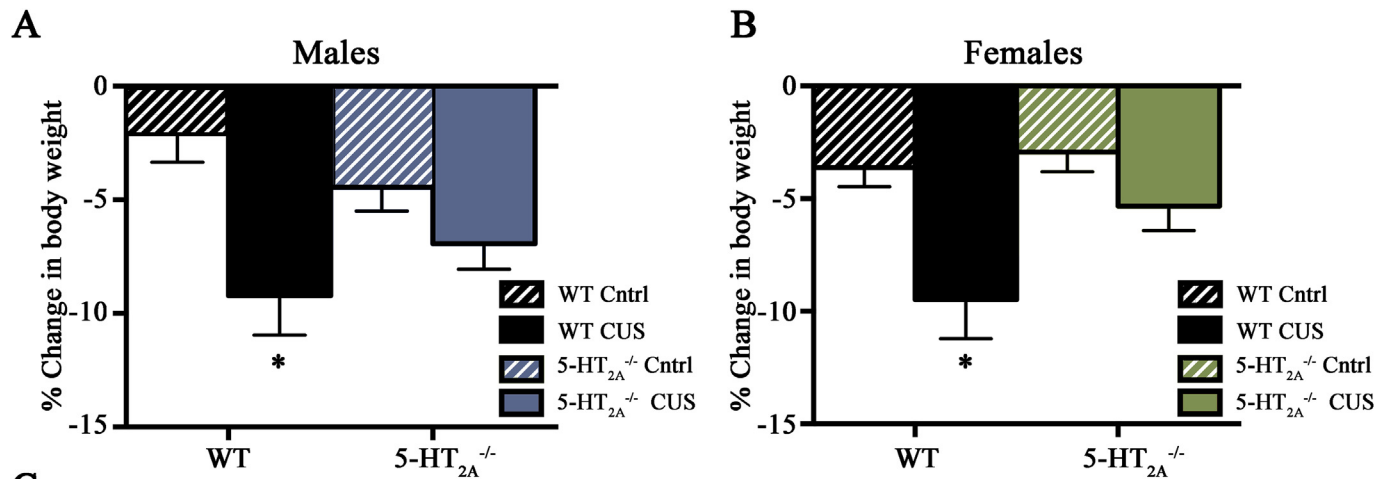 A
Males
% Change in body weight
0
-5
-10
-15
WT Cntrl
WT CUS
5-HT2A-/- Cntrl
5-HT2A-/- CUS
*
WT
5-HT2A-/-
B
Females
% Change in body weight
0
-5
-10
-15
WT Cntrl
WT CUS
5-HT2A-/- Cntrl
5-HT2A-/- CUS
*
WT
5-HT2A-/-